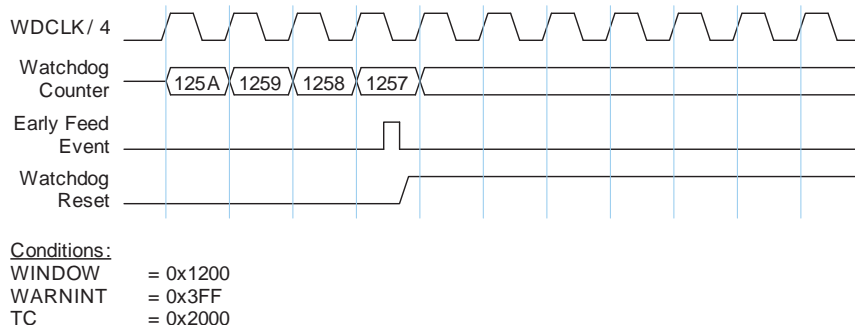 WDCLK / 4
Watchdog
Counter
125A 1259 1258 1257
Early Feed
Event
Watchdog
Reset
Conditions:
WINDOW = 0x1200
WARNINT = 0x3FF
TC = 0x2000